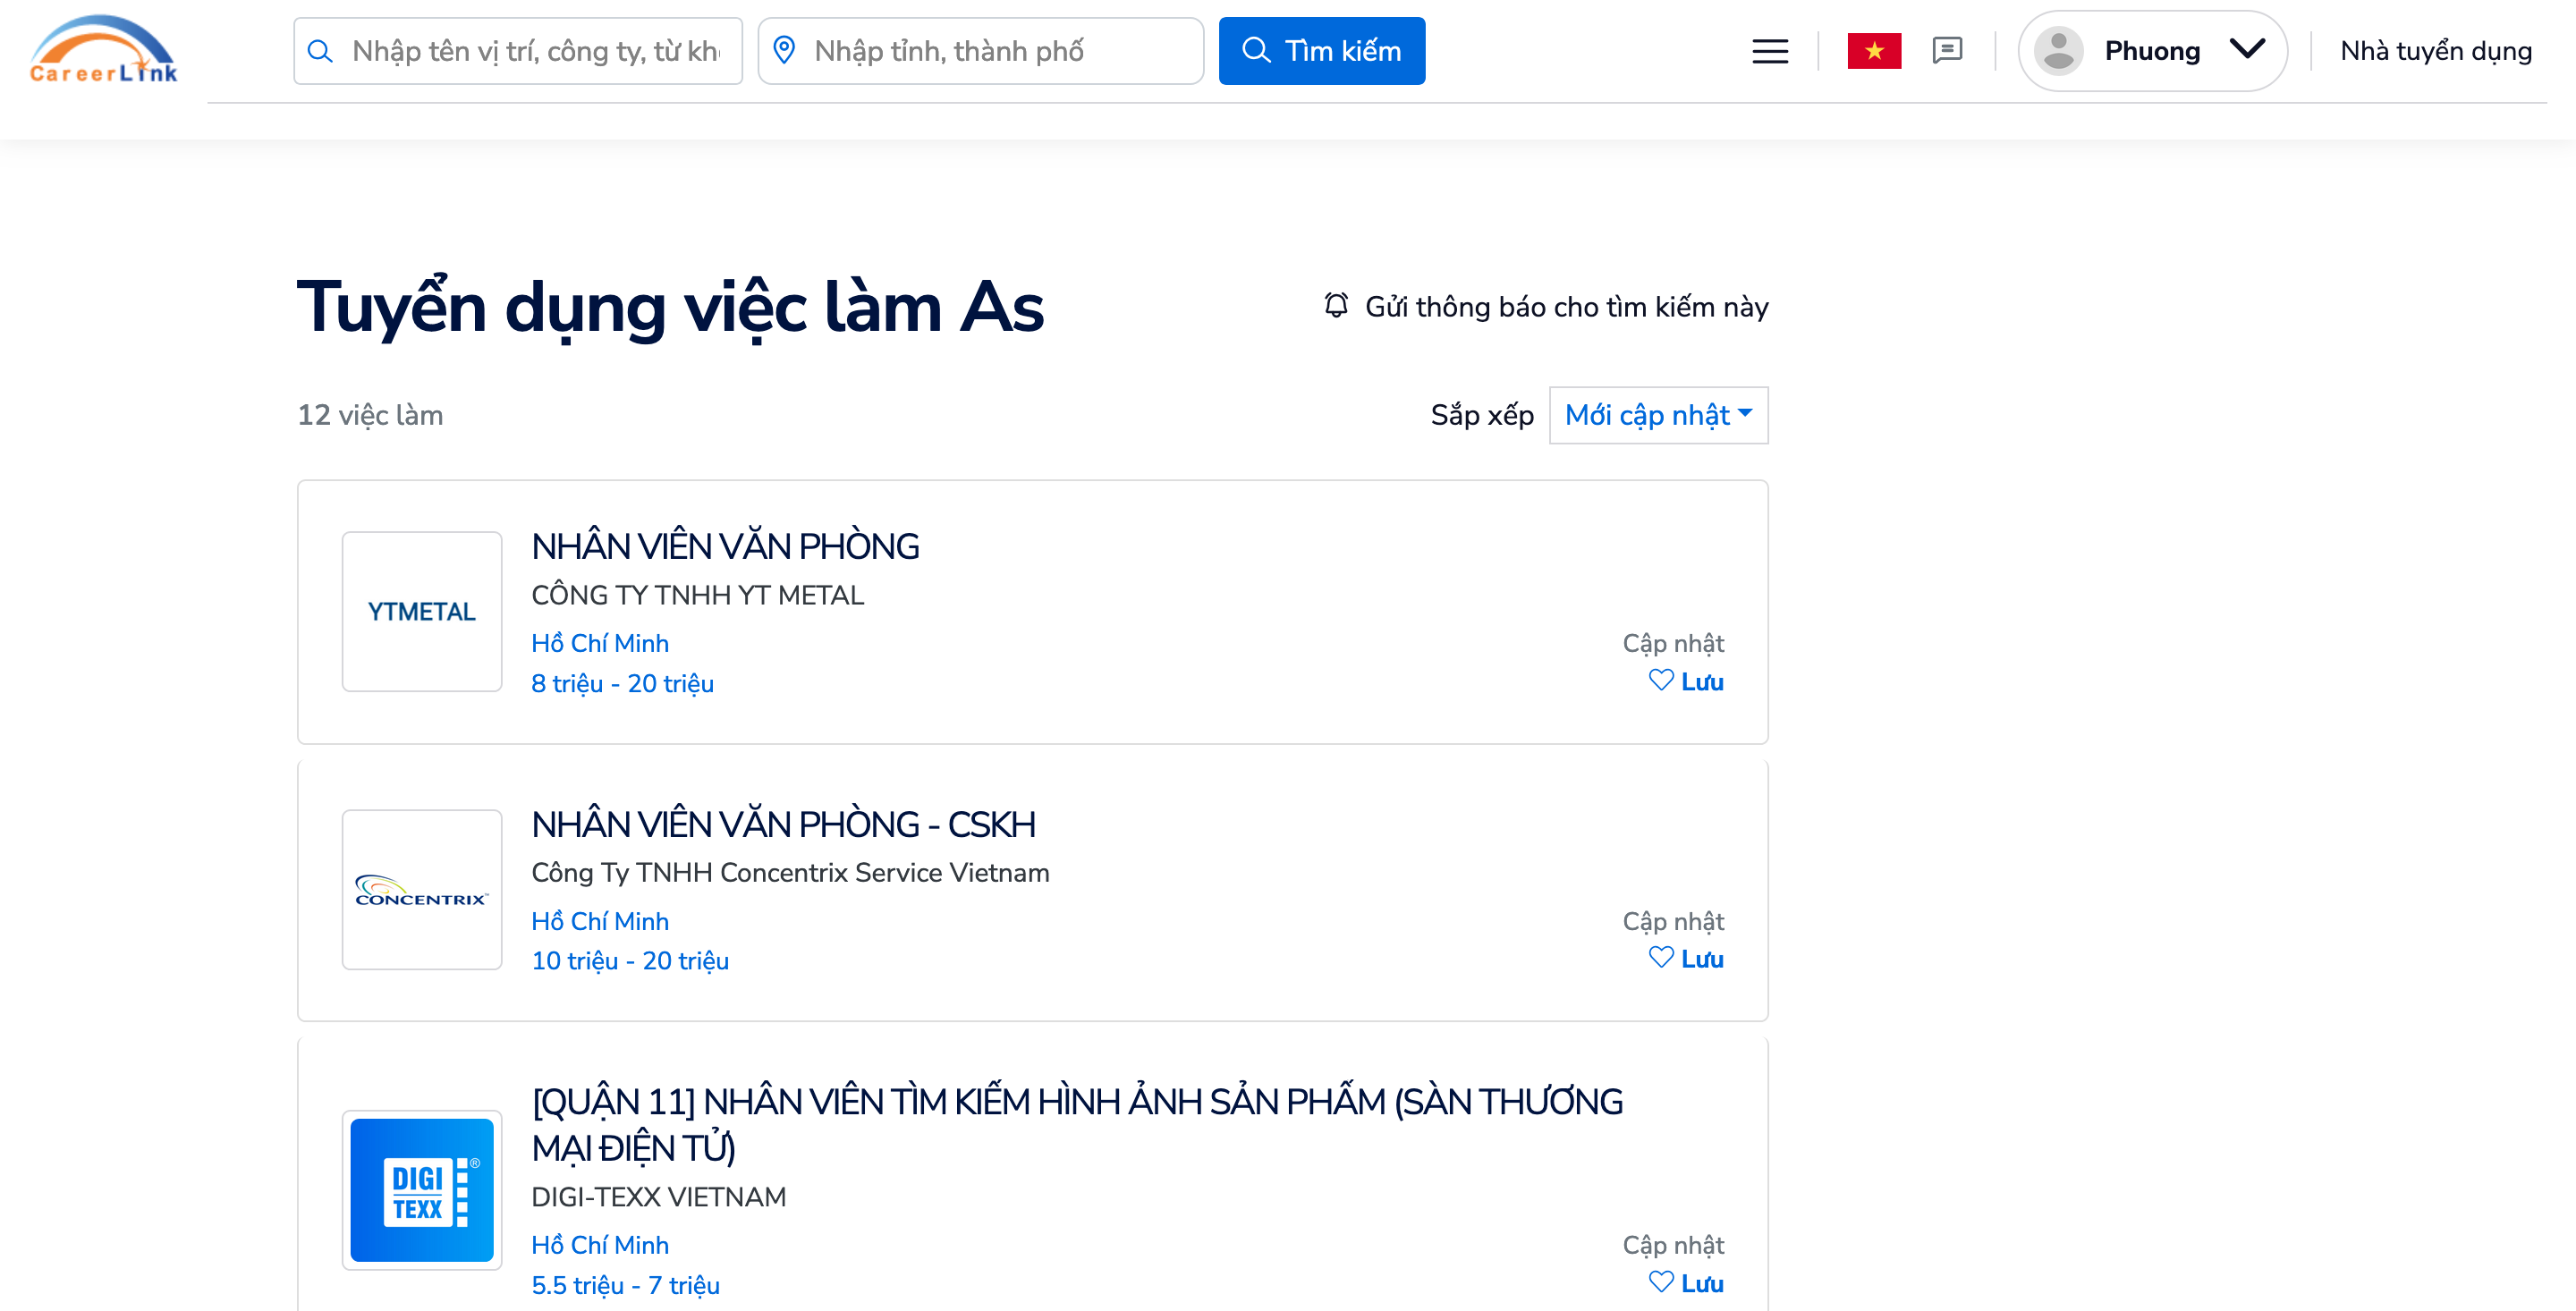 CareerLink
Nhập tên vị trí, công ty, từ kh
Nhập tỉnh, thành phố
Tìm kiếm
Phuong
Nhà tuyển dụng
Tuyển dụng việc làm As
Gửi thông báo cho tìm kiếm này
12 việc làm
Sắp xếp
Mới cập nhật
YTMETAL
NHÂN VIÊN VĂN PHÒNG
CÔNG TY TNHH YT METAL
Hồ Chí Minh
Cập nhật
8 triệu - 20 triệu
Lưu
CONCENTRIX™
NHÂN VIÊN VĂN PHÒNG - CSKH
Công Ty TNHH Concentrix Service Vietnam
Hồ Chí Minh
Cập nhật
10 triệu - 20 triệu
Lưu
DIGI
TEXX
®
[QUẬN 11] NHÂN VIÊN TÌM KIẾM HÌNH ẢNH SẢN PHẨM (SÀN THƯƠNG
MẠI ĐIỆN TỬ)
DIGI-TEXX VIETNAM
Hồ Chí Minh
Cập nhật
5.5 triệu - 7 triệu
Lưu